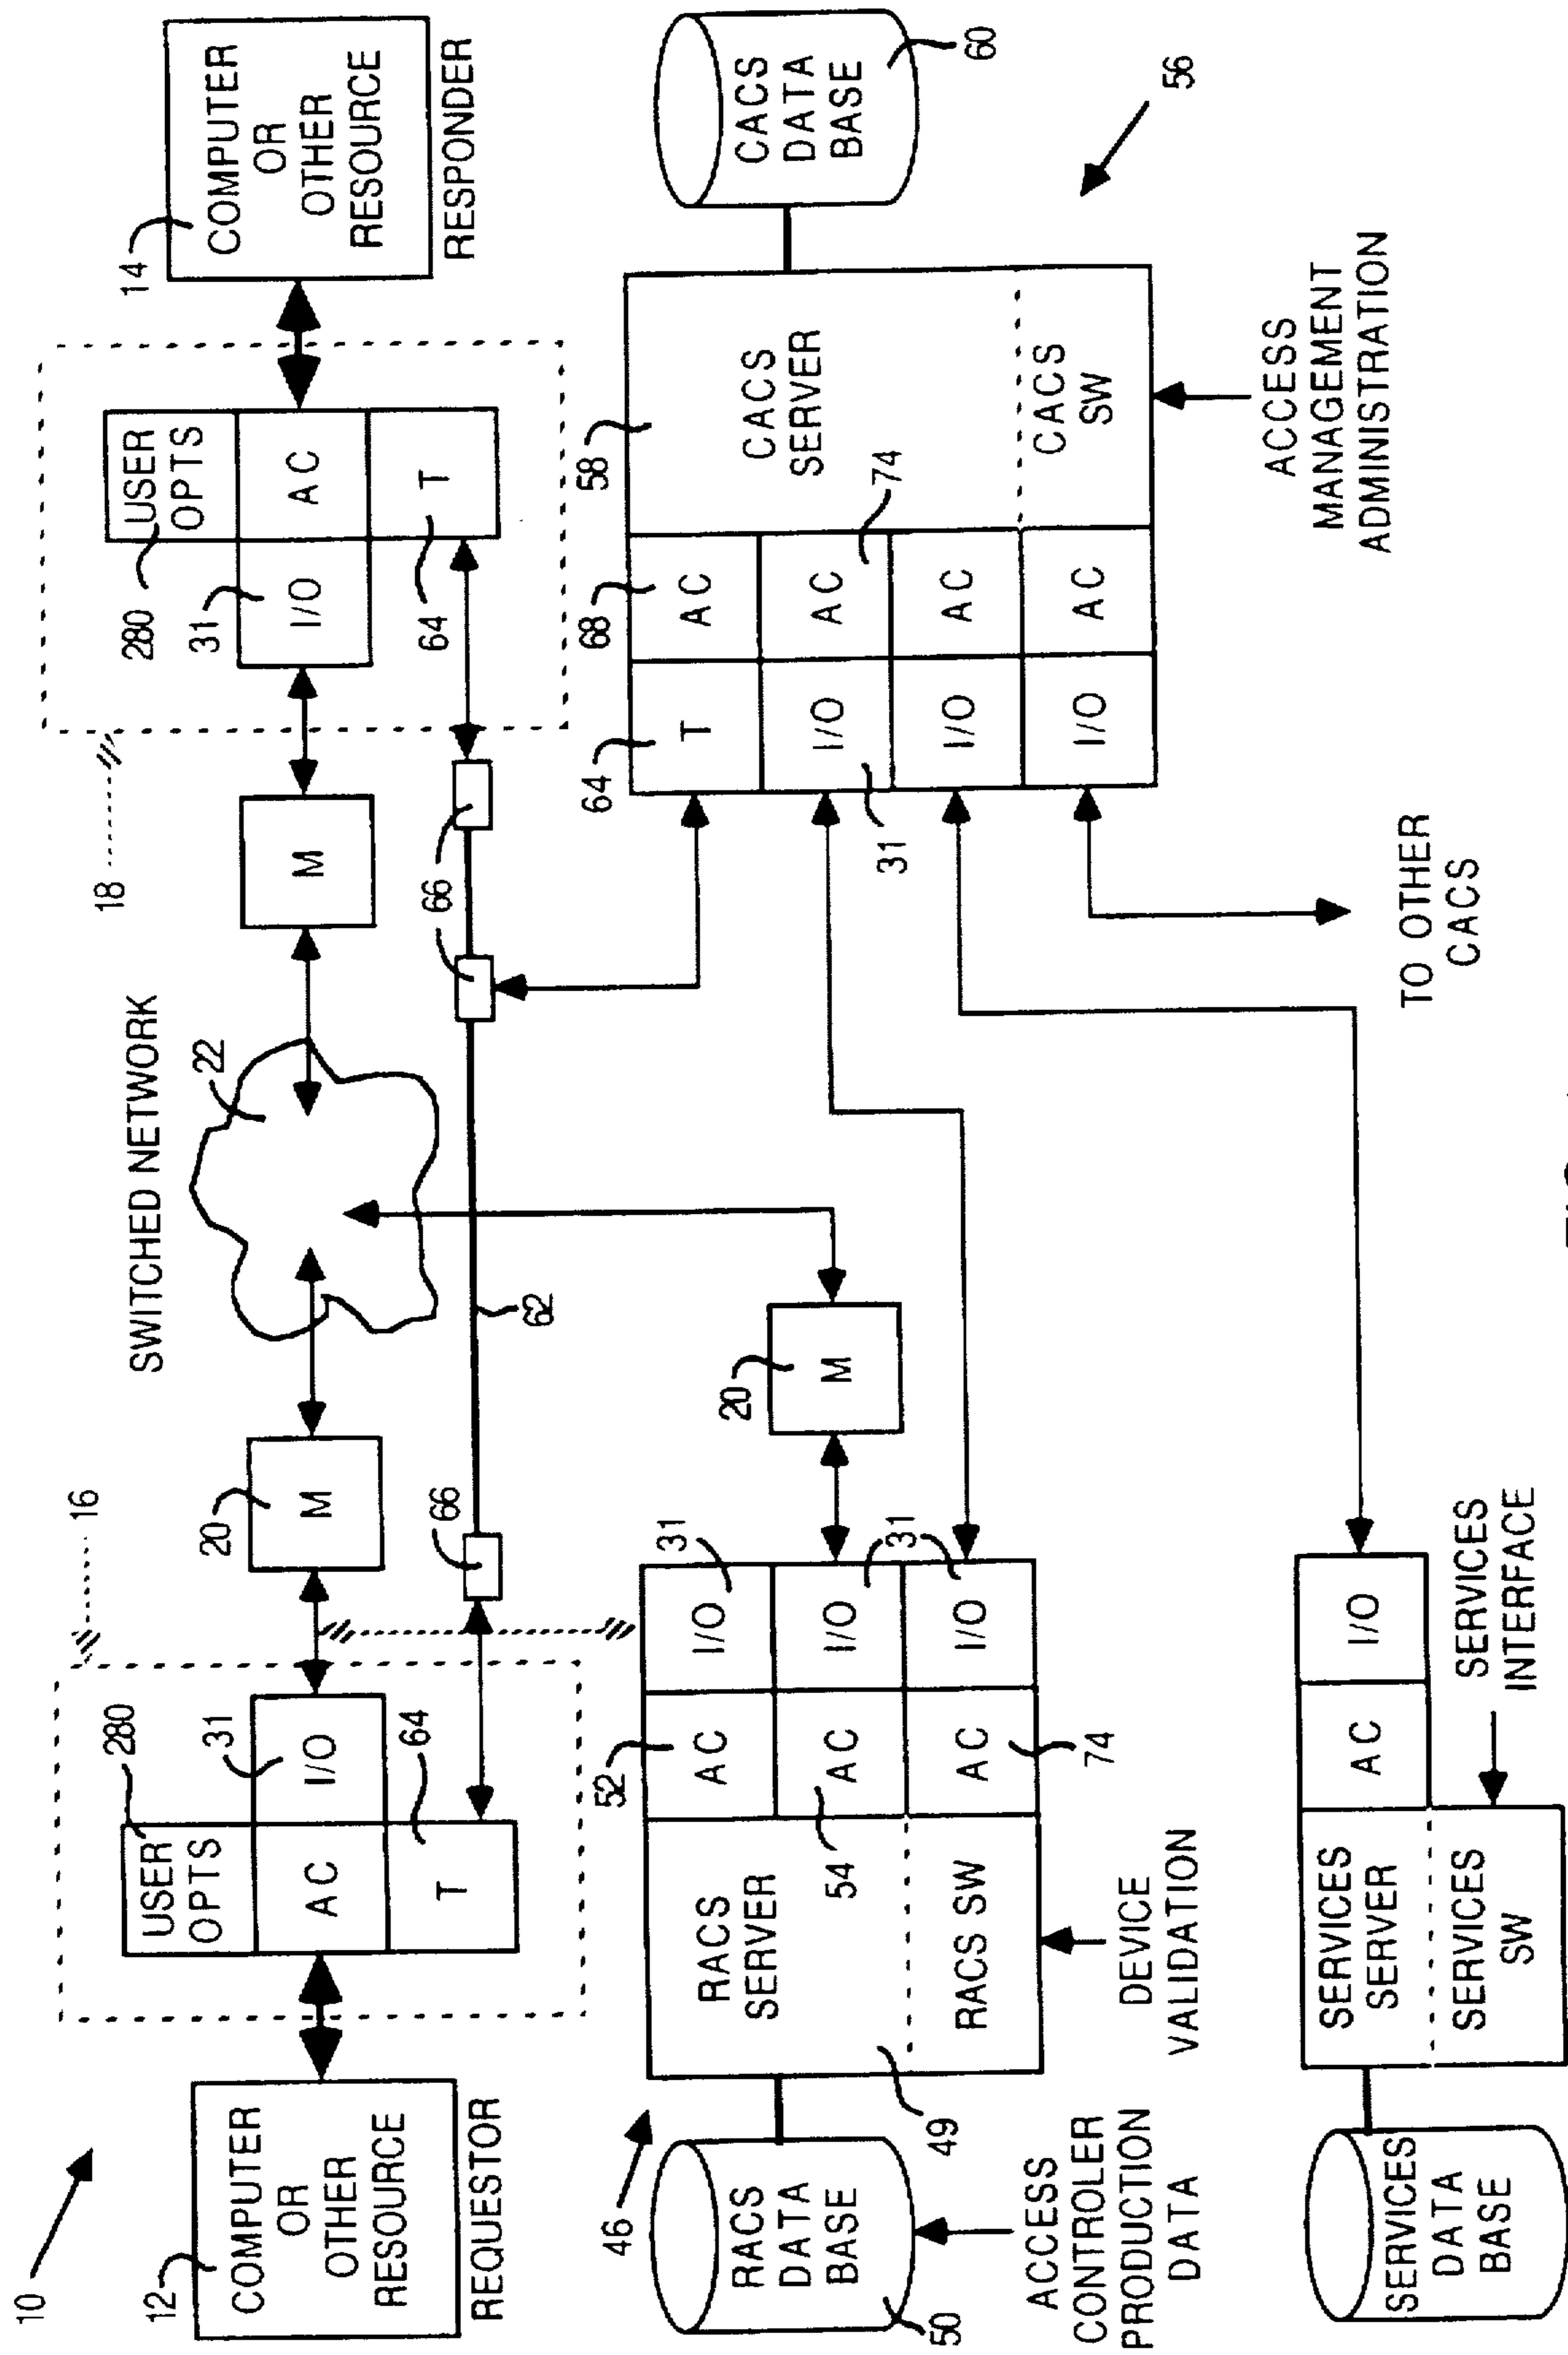 10
12
COMPUTER
OR
OTHER
RESOURCE
REQUESTOR
280
USER
OPTS
AC
31
I/O
64
T
16
20
M
66
SWITCHED NETWORK
22
62
66
M
18
280
USER
OPTS
31
I/O
AC
64
T
14
COMPUTER
OR
OTHER
RESOURCE
RESPONDER
46
RACS
DATA
BASE
50
ACCESS
CONTROLER
PRODUCTION
DATA
RACS
SERVER
49
RACS SW
DEVICE
VALIDATION
52
AC
I/O
31
54
AC
I/O
31
AC
I/O
74
20
M
64
T
68
AC
I/O
AC
74
31
I/O
AC
I/O
AC
58
CACS
SERVER
CACS
SW
ACCESS
MANAGEMENT
ADMINISTRATION
CACS
DATA
BASE
60
56
TO OTHER
CACS
SERVICES
DATA
BASE
SERVICES
SERVER
SERVICES
SW
AC
I/O
SERVICES
INTERFACE